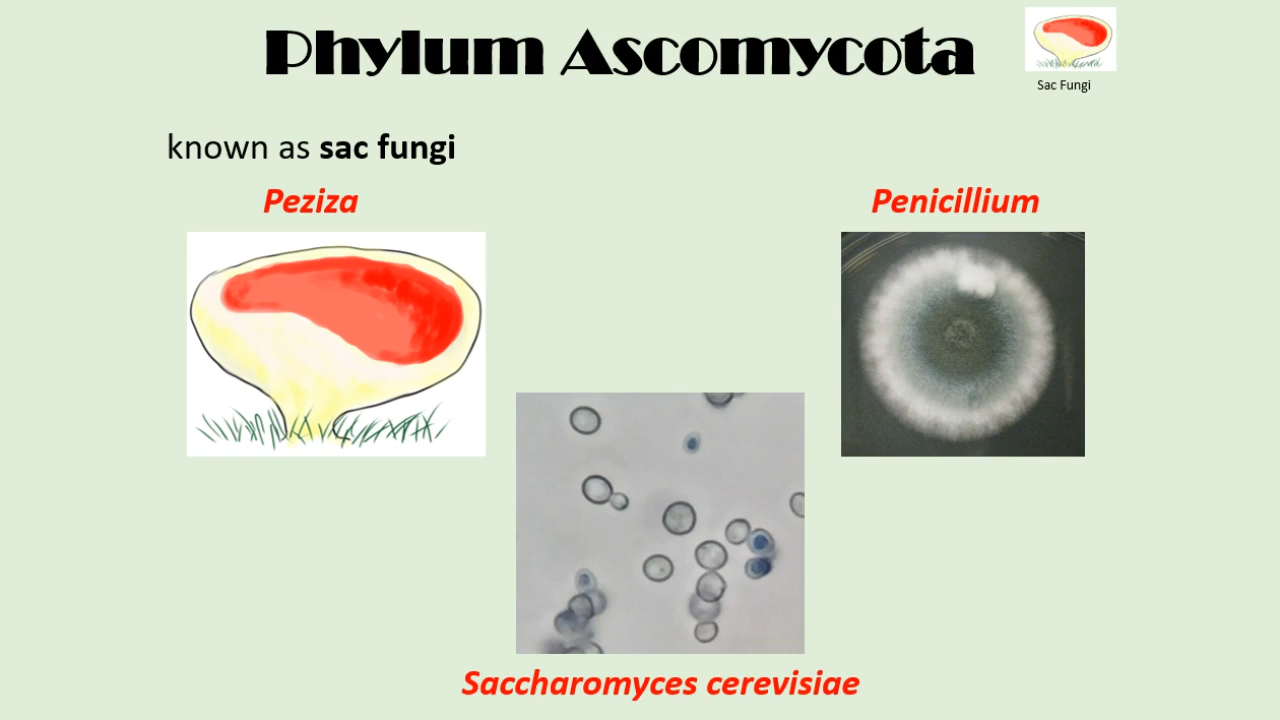 Phylum Ascomycota
Sac Fungi
known as sac fungi
Peziza
Penicillium
Saccharomyces cerevisiae